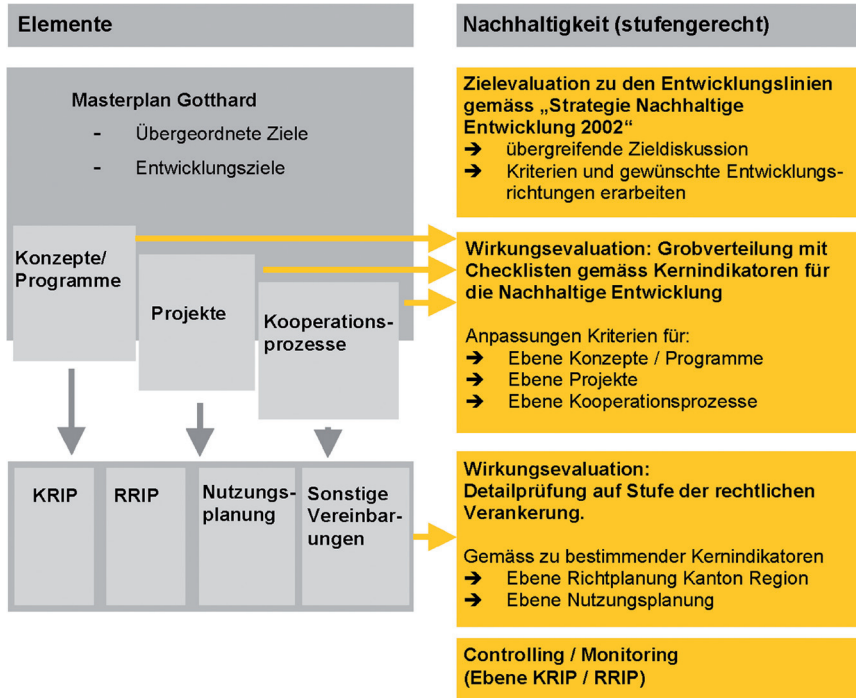 Elemente
Masterplan Gotthard
- Übergeordnete Ziele
- Entwicklungsziele
Konzepte/
Programme
Projekte
Kooperations-
prozesse
KRIP
RRIP
Nutzungs-
planung
Sonstige
Vereinbar-
ungen
Nachhaltigkeit (stufengerecht)
Zielevaluation zu den Entwicklungslinien
gemäss „Strategie Nachhaltige
Entwicklung 2002“
➔ übergreifende Zieldiskussion
➔ Kriterien und gewünschte Entwicklungs-
richtungen erarbeiten
Wirkungsevaluation: Grobverteilung mit
Checklisten gemäss Kernindikatoren für
die Nachhaltige Entwicklung
Anpassungen Kriterien für:
➔ Ebene Konzepte / Programme
➔ Ebene Projekte
➔ Ebene Kooperationsprozesse
Wirkungsevaluation:
Detailprüfung auf Stufe der rechtlichen
Verankerung.
Gemäss zu bestimmender Kernindikatoren
➔ Ebene Richtplanung Kanton Region
➔ Ebene Nutzungsplanung
Controlling / Monitoring
(Ebene KRIP / RRIP)